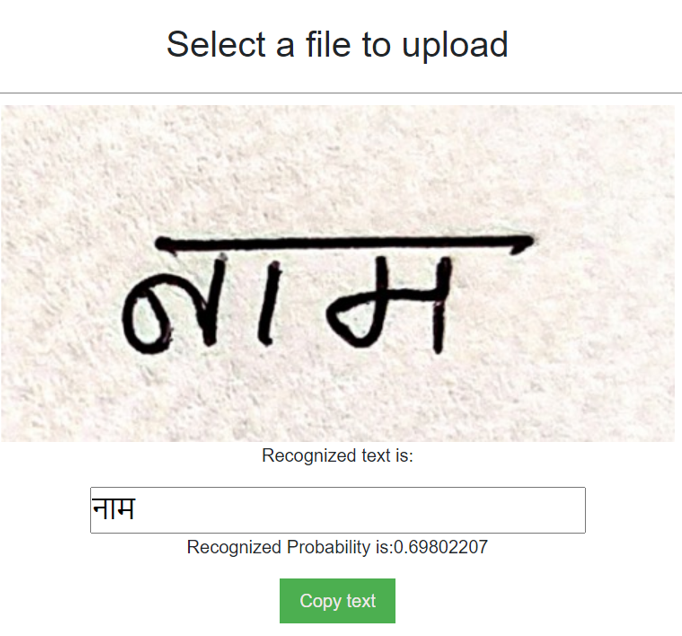 Select a file to upload
नाम
Recognized text is:
नाम
Recognized Probability is:0.69802207
Copy text